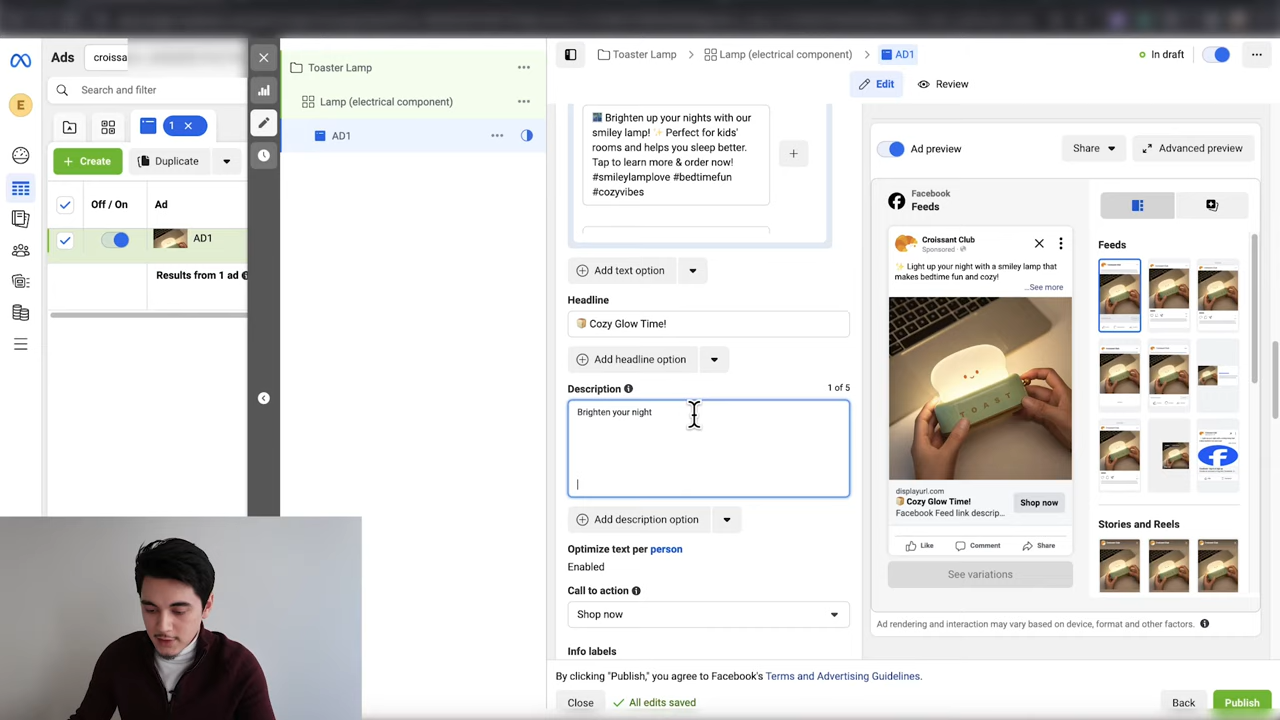 Ads
croissa
Search and filter
E
1
Create
Duplicate
Off / On
Ad
AD1
Results from 1 ad
Toaster Lamp
Lamp (electrical component)
AD1
Toaster Lamp
Lamp (electrical component)
AD1
In draft
Edit
Review
🌃 Brighten up your nights with our
smiley lamp! ✨ Perfect for kids'
rooms and helps you sleep better.
Tap to learn more & order now!
#smileylamplove #bedtimefun
#cozyvibes
Add text option
Headline
🍞 Cozy Glow Time!
Add headline option
Description
1 of 5
Brighten your night
Add description option
Optimize text per person
Enabled
Call to action
Shop now
Info labels
Ad preview
Share
Advanced preview
Facebook
Feeds
Croissant Club
Sponsored ·
✨ Light up your night with a smiley lamp that
makes bedtime fun and cozy!
...See more
TOAST
displayurl.com
🍞 Cozy Glow Time!
Facebook Feed link descrip...
Shop now
Like
Comment
Share
See variations
Feeds
Stories and Reels
Ad rendering and interaction may vary based on device, format and other factors.
By clicking "Publish," you agree to Facebook's Terms and Advertising Guidelines.
Close
All edits saved
Back
Publish